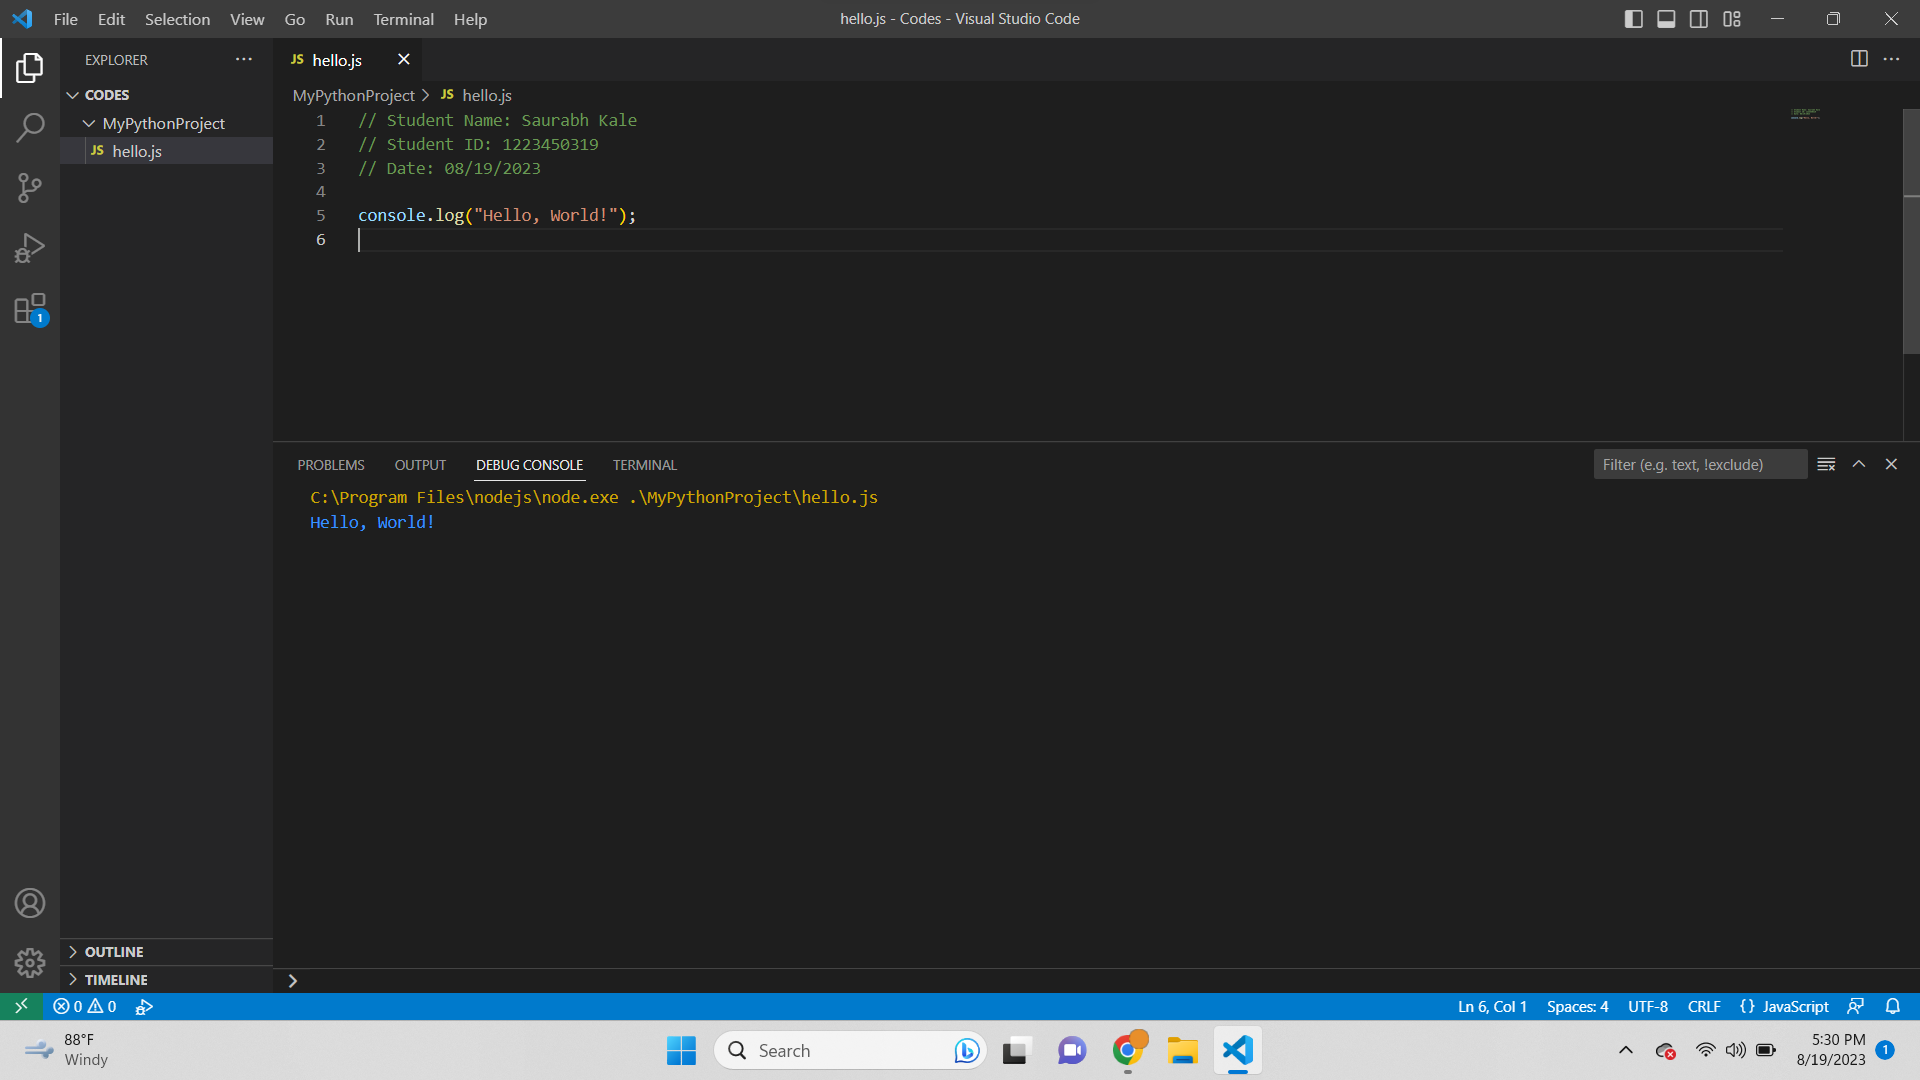 File Edit Selection View Go Run Terminal Help
hello.js - Codes - Visual Studio Code
EXPLORER
CODES
MyPythonProject
JS hello.js
JS hello.js
MyPythonProject > JS hello.js
1 // Student Name: Saurabh Kale
2 // Student ID: 1223450319
3 // Date: 08/19/2023
4
5 console.log("Hello, World!");
6
1
PROBLEMS OUTPUT DEBUG CONSOLE TERMINAL
Filter (e.g. text, !exclude)
C:\Program Files\nodejs\node.exe .\MyPythonProject\hello.js
Hello, World!
OUTLINE
TIMELINE
0 0
Ln 6, Col 1 Spaces: 4 UTF-8 CRLF {} JavaScript
88°F
Windy
Search
5:30 PM
8/19/2023
1